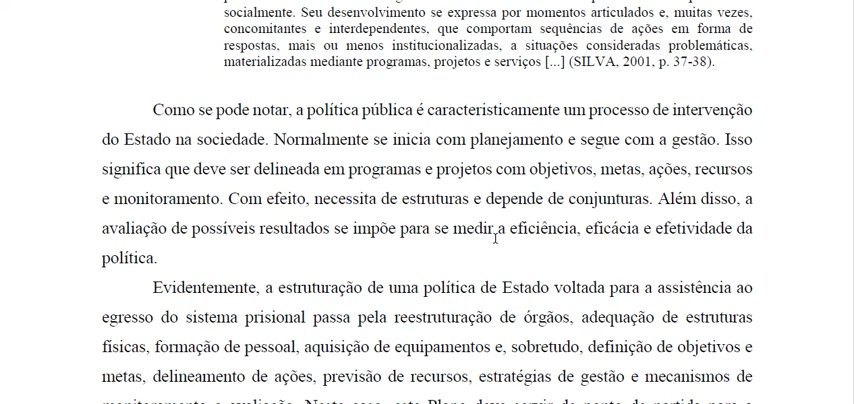 socialmente. Seu desenvolvimento se expressa por momentos articulados e, muitas vezes,
concomitantes e interdependentes, que comportam sequências de ações em forma de
respostas, mais ou menos institucionalizadas, a situações consideradas problemáticas,
materializadas mediante programas, projetos e serviços [...] (SILVA, 2001, p. 37-38).
Como se pode notar, a política pública é caracteristicamente um processo de intervenção
do Estado na sociedade. Normalmente se inicia com planejamento e segue com a gestão. Isso
significa que deve ser delineada em programas e projetos com objetivos, metas, ações, recursos
e monitoramento. Com efeito, necessita de estruturas e depende de conjunturas. Além disso, a
avaliação de possíveis resultados se impõe para se medir a eficiência, eficácia e efetividade da
política.
Evidentemente, a estruturação de uma política de Estado voltada para a assistência ao
egresso do sistema prisional passa pela reestruturação de órgãos, adequação de estruturas
físicas, formação de pessoal, aquisição de equipamentos e, sobretudo, definição de objetivos e
metas, delineamento de ações, previsão de recursos, estratégias de gestão e mecanismos de